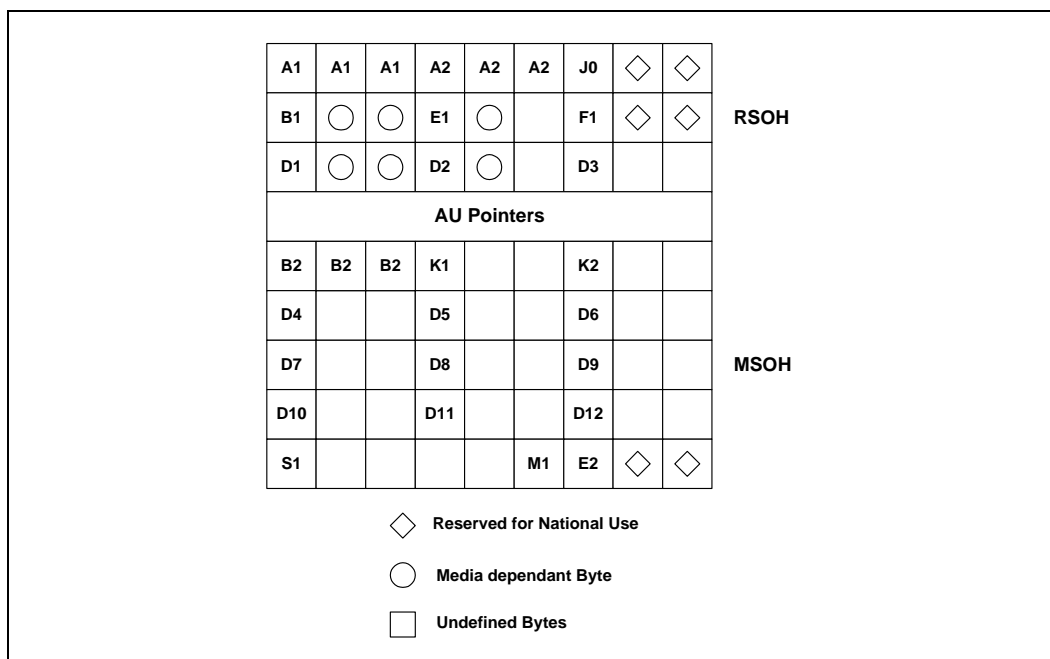 A1 A1 A1 A2 A2 A2 J0
B1 E1 F1 RSOH
D1 D2 D3
AU Pointers
B2 B2 B2 K1 K2
D4 D5 D6
D7 D8 D9 MSOH
D10 D11 D12
S1 M1 E2
Reserved for National Use
Media dependant Byte
Undefined Bytes